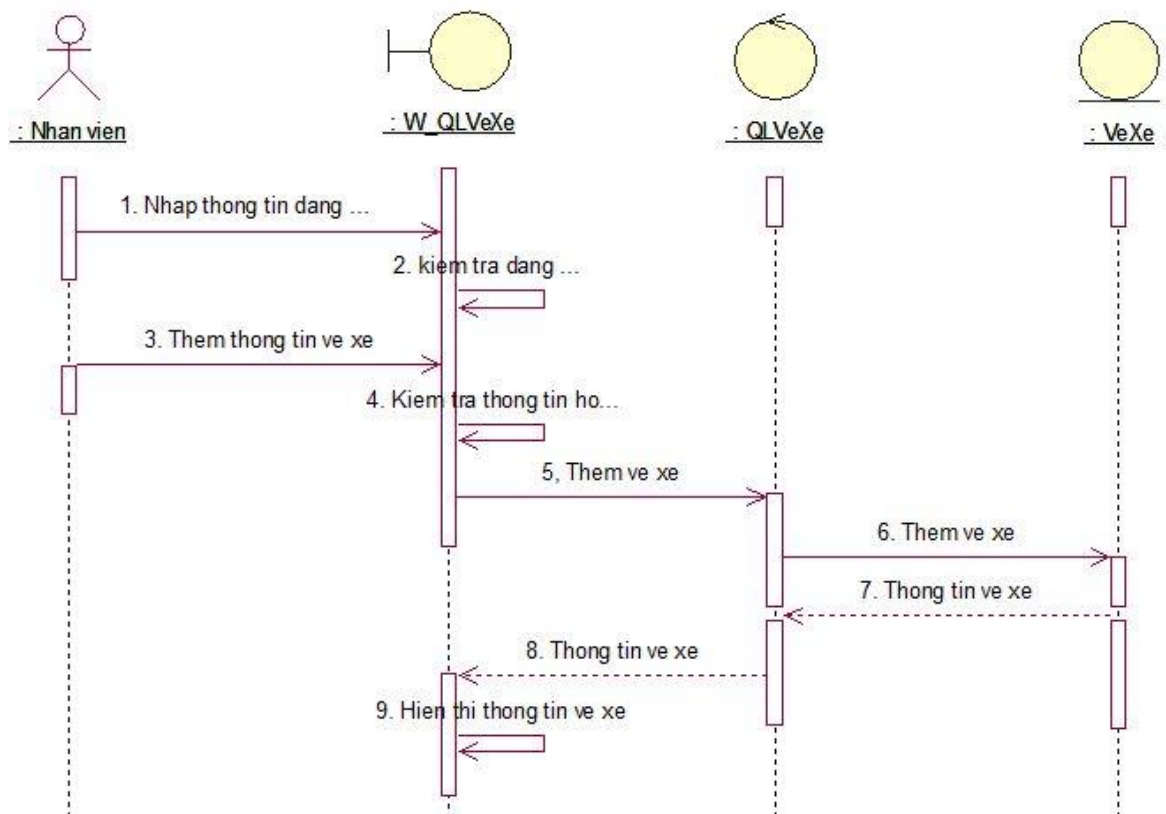 : Nhan vien
: W_QLVeXe
: QLVeXe
: VeXe
1. Nhap thong tin dang ...
2. kiem tra dang ...
3. Them thong tin ve xe
4. Kiem tra thong tin ho...
5, Them ve xe
6. Them ve xe
7. Thong tin ve xe
8. Thong tin ve xe
9. Hien thi thong tin ve xe